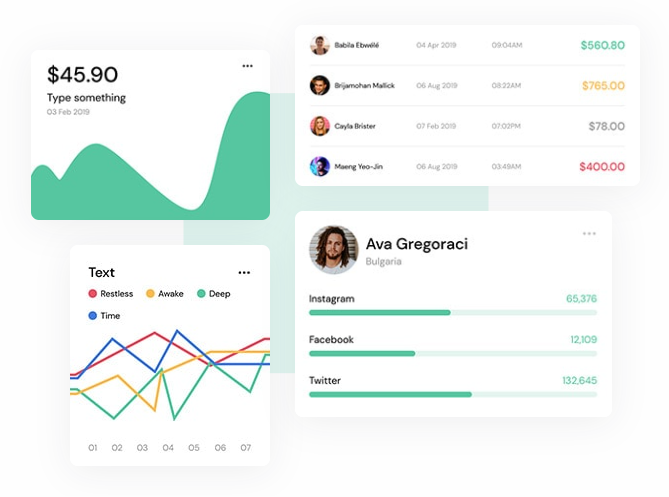 $45.90
Type something
03 Feb 2019
Babila Ebwélé 04 Apr 2019 09:04AM $560.80
Brijamohan Mallick 06 Aug 2019 08:22AM $765.00
Cayla Brister 07 Feb 2019 07:02PM $78.00
Maeng Yeo-Jin 06 Aug 2019 03:49AM $400.00
Text
Restless Awake Deep
Time
01 02 03 04 05 06 07
Ava Gregoraci
Bulgaria
Instagram 65,376
Facebook 12,109
Twitter 132,645